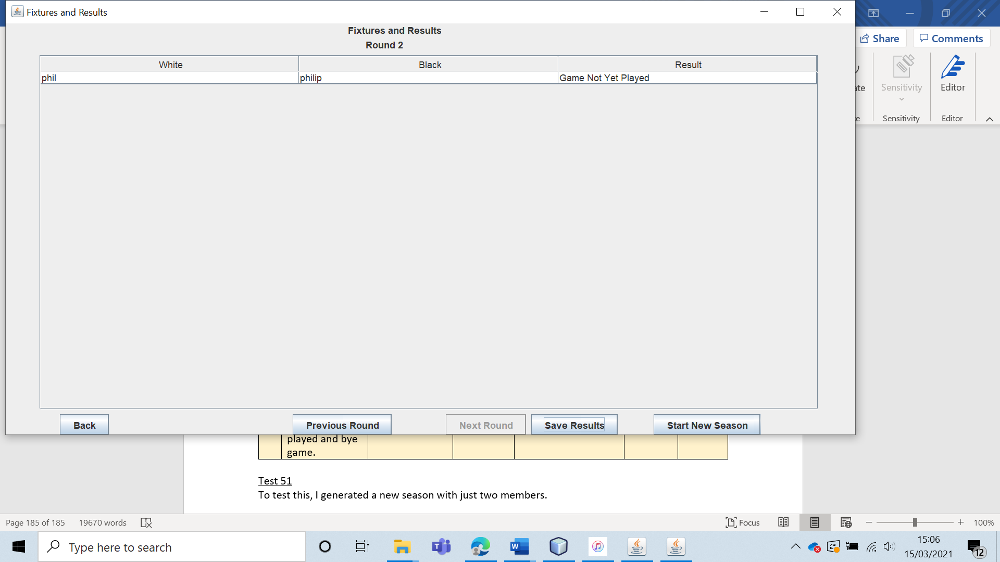 Fixtures and Results
Fixtures and Results
Round 2
White Black Result
phil philip Game Not Yet Played
Back Previous Round Next Round Save Results Start New Season
Share Comments
Sensitivity Editor
Sensitivity Editor
played and bye
game.
Test 51
To test this, I generated a new season with just two members.
Page 185 of 185 19670 words Focus 100%
Type here to search
15:06
15/03/2021
12